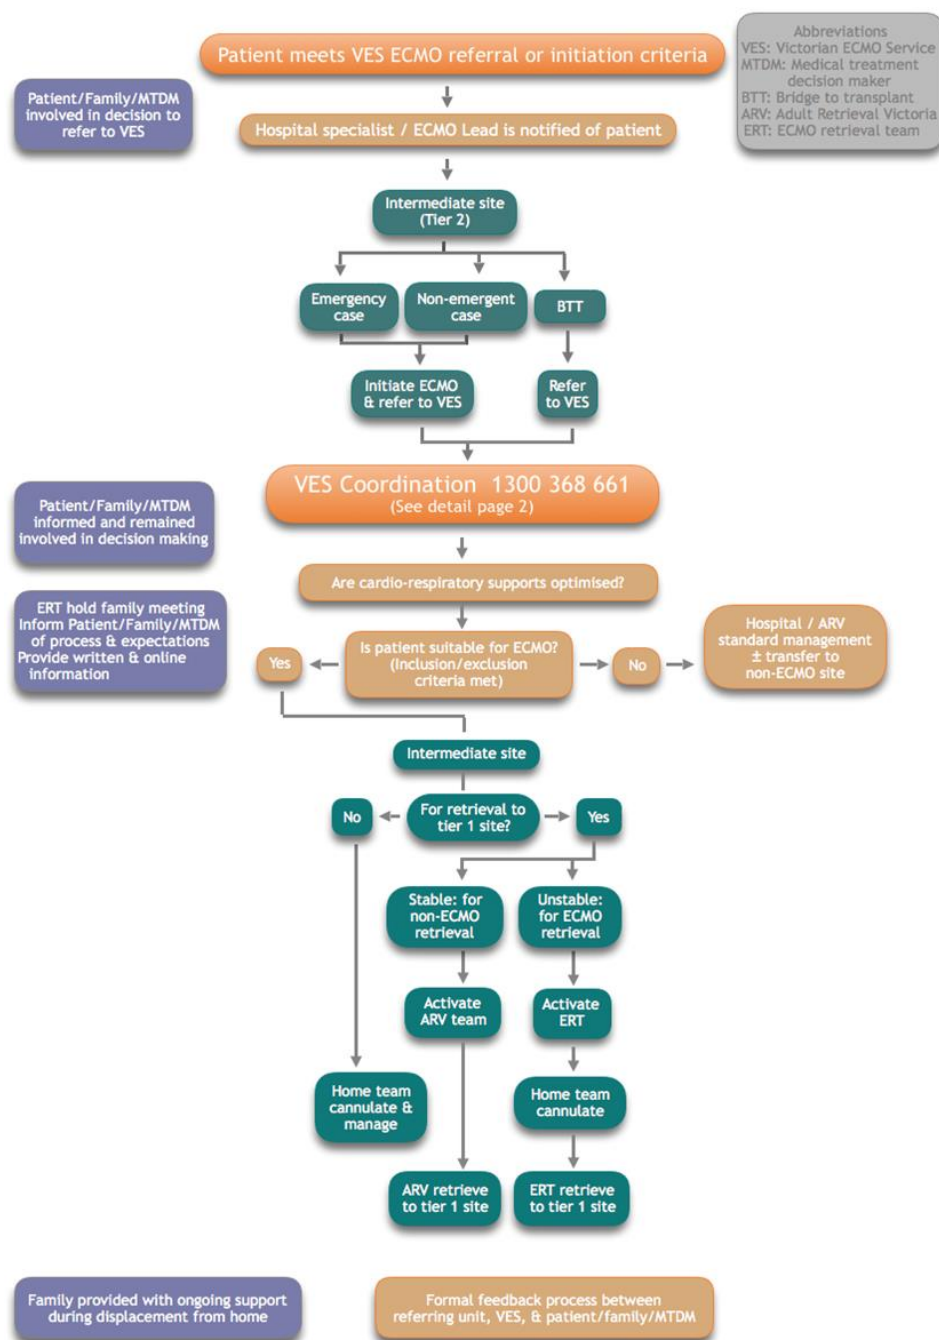 Patient meets VES ECMO referral or initiation criteria
Abbreviations
VES: Victorian ECMO Service
MTDM: Medical treatment
decision maker
BTT: Bridge to transplant
ARV: Adult Retrieval Victoria
ERT: ECMO retrieval team
Patient/Family/MTDM
involved in decision to
refer to VES
Hospital specialist / ECMO Lead is notified of patient
Intermediate site
(Tier 2)
Emergency
case
Non-emergent
case
BTT
Initiate ECMO
& refer to VES
Refer
to VES
VES Coordination 1300 368 661
(See detail page 2)
Patient/Family/MTDM
informed and remained
involved in decision making
Are cardio-respiratory supports optimised?
ERT hold family meeting
Inform Patient/Family/MTDM
of process & expectations
Provide written & online
information
Yes
Is patient suitable for ECMO?
(Inclusion/exclusion
criteria met)
No
Hospital / ARV
standard management
± transfer to
non-ECMO site
Intermediate site
No
For retrieval to
tier 1 site?
Yes
Stable: for
non-ECMO
retrieval
Unstable:
for ECMO
retrieval
Activate
ARV team
Activate
ERT
Home team
cannulate &
manage
Home team
cannulate
ARV retrieve
to tier 1 site
ERT retrieve
to tier 1 site
Family provided with ongoing support
during displacement from home
Formal feedback process between
referring unit, VES, & patient/family/MTDM